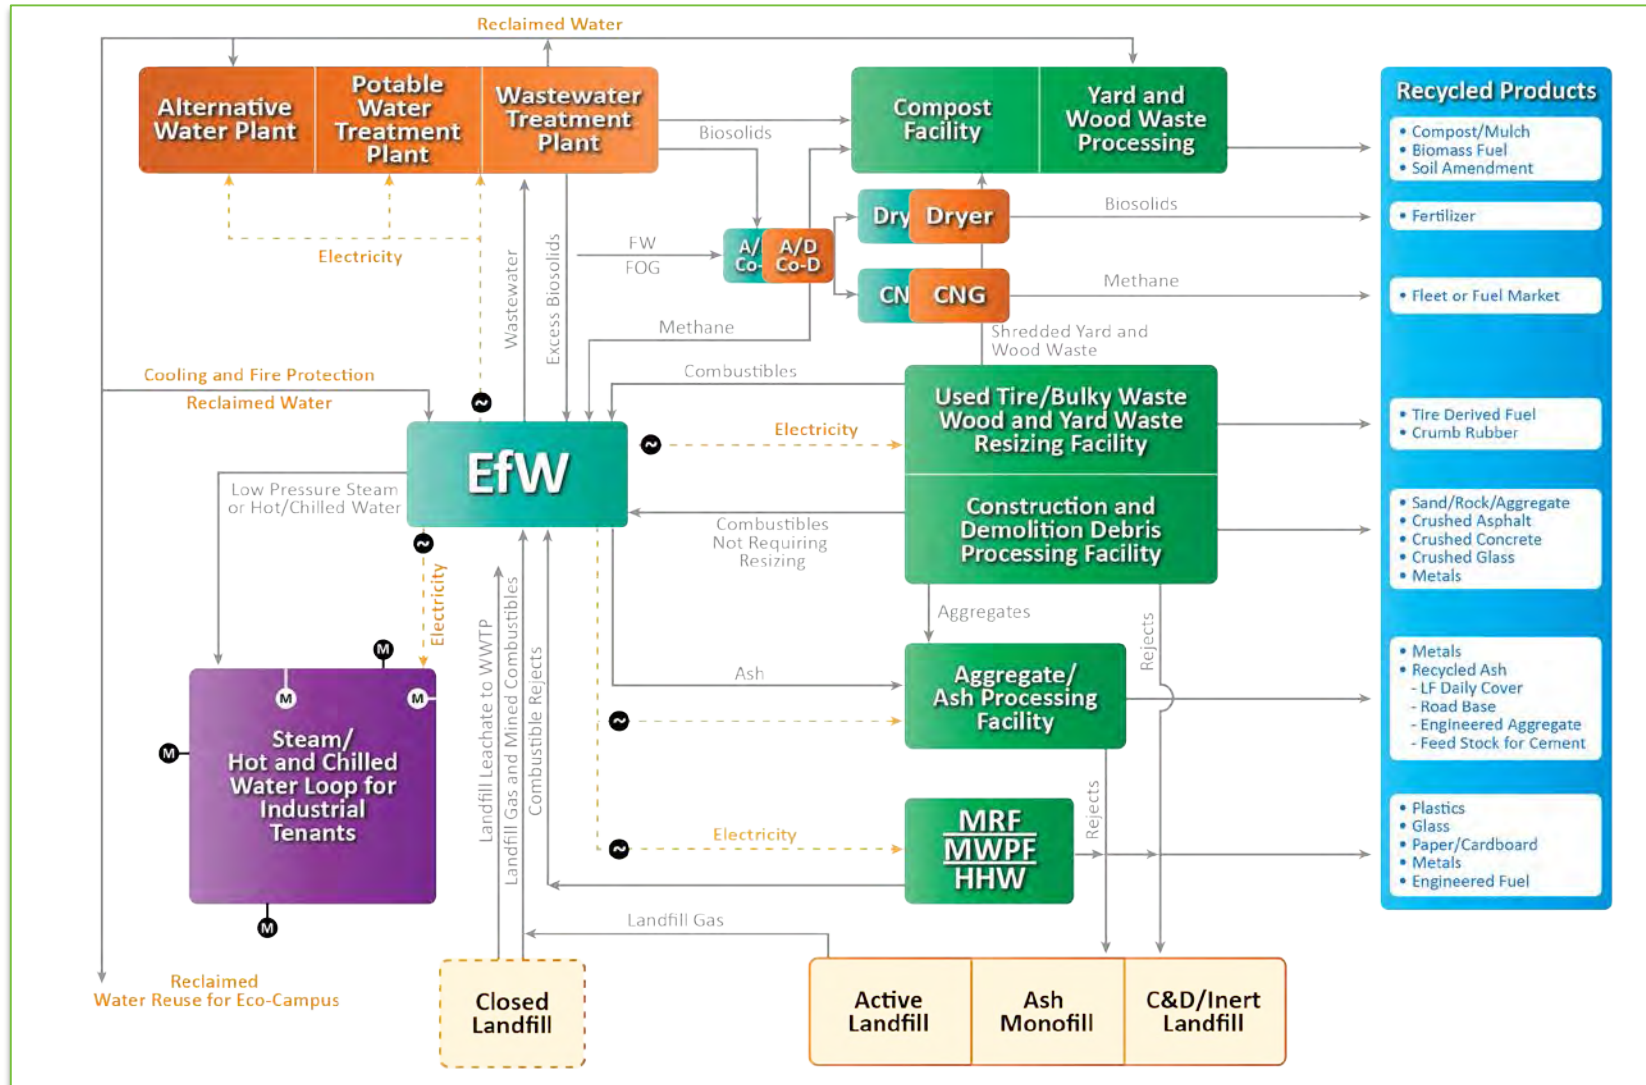 Reclaimed Water
Alternative
Water Plant
Potable
Water
Treatment
Plant
Wastewater
Treatment
Plant
Biosolids
Compost
Facility
Yard and
Wood Waste
Processing
Recycled Products
• Compost/Mulch
• Biomass Fuel
• Soil Amendment
Electricity
Wastewater
Excess Biosolids
FW
FOG
A/
Co-
A/D
Co-D
Dry
Dryer
Biosolids
• Fertilizer
CN
CNG
Methane
• Fleet or Fuel Market
Methane
Shredded Yard and
Wood Waste
Cooling and Fire Protection
Reclaimed Water
Combustibles
~
Electricity
~
Used Tire/Bulky Waste
Wood and Yard Waste
Resizing Facility
• Tire Derived Fuel
• Crumb Rubber
EfW
Low Pressure Steam
or Hot/Chilled Water
Combustibles
Not Requiring
Resizing
Construction and
Demolition Debris
Processing Facility
• Sand/Rock/Aggregate
• Crushed Asphalt
• Crushed Concrete
• Crushed Glass
• Metals
~
Electricity
Landfill Leachate to WWTP
Landfill Gas and Mined Combustibles
Combustible Rejects
Aggregates
Rejects
M
M
M
M
M
Steam/
Hot and Chilled
Water Loop for
Industrial
Tenants
Ash
~
Aggregate/
Ash Processing
Facility
• Metals
• Recycled Ash
- LF Daily Cover
- Road Base
- Engineered Aggregate
- Feed Stock for Cement
Rejects
Electricity
~
MRF
MWPF
HHW
• Plastics
• Glass
• Paper/Cardboard
• Metals
• Engineered Fuel
Landfill Gas
Reclaimed
Water Reuse for Eco-Campus
Closed
Landfill
Active
Landfill
Ash
Monofill
C&D/Inert
Landfill